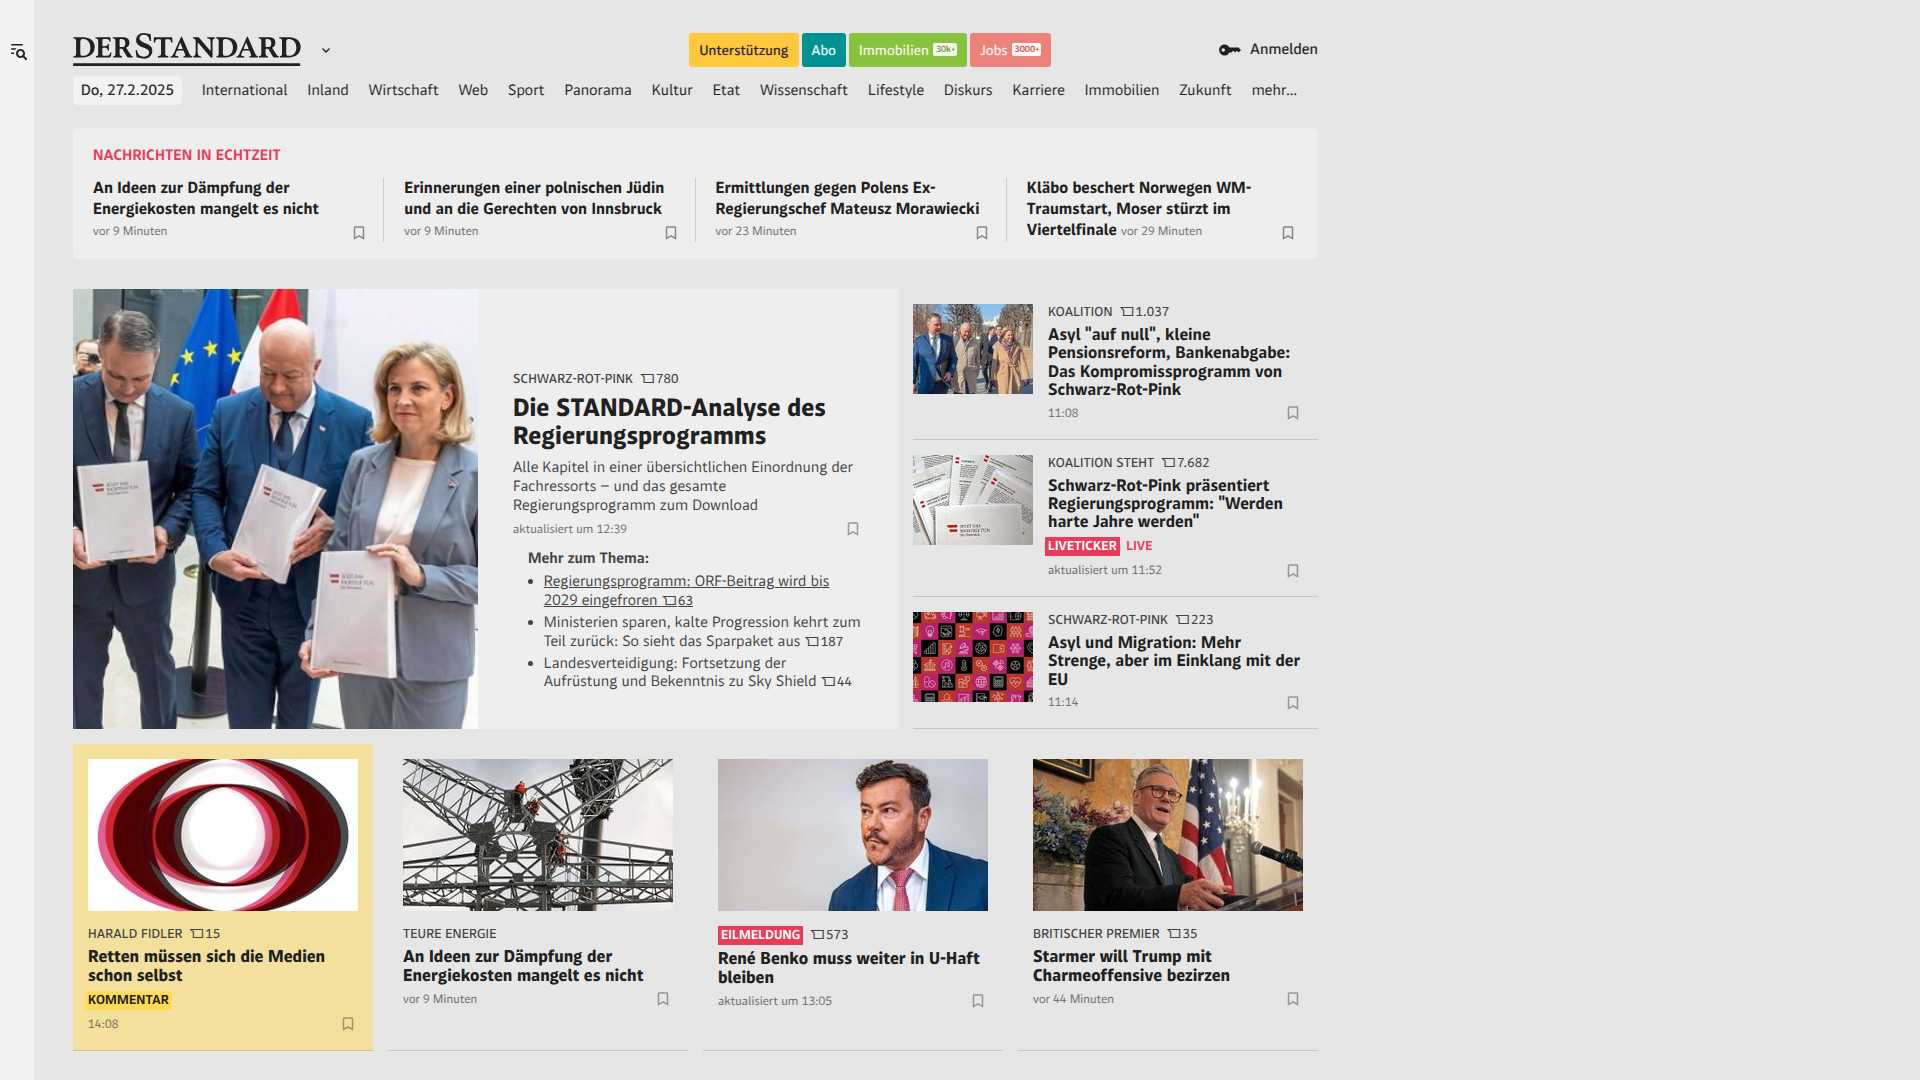 DERSTANDARD
Unterstützung
Abo
Immobilien 30k+
Jobs 3000+
Anmelden
Do, 27.2.2025
International
Inland
Wirtschaft
Web
Sport
Panorama
Kultur
Etat
Wissenschaft
Lifestyle
Diskurs
Karriere
Immobilien
Zukunft
mehr...
NACHRICHTEN IN ECHTZEIT
An Ideen zur Dämpfung der
Energiekosten mangelt es nicht
vor 9 Minuten
Erinnerungen einer polnischen Jüdin
und an die Gerechten von Innsbruck
vor 9 Minuten
Ermittlungen gegen Polens Ex-
Regierungschef Mateusz Morawiecki
vor 23 Minuten
Kläbo beschert Norwegen WM-
Traumstart, Moser stürzt im
Viertelfinale vor 29 Minuten
SCHWARZ-ROT-PINK 780
Die STANDARD-Analyse des
Regierungsprogramms
Alle Kapitel in einer übersichtlichen Einordnung der
Fachressorts – und das gesamte
Regierungsprogramm zum Download
aktualisiert um 12:39
Mehr zum Thema:
• Regierungsprogramm: ORF-Beitrag wird bis
2029 eingefroren 63
• Ministerien sparen, kalte Progression kehrt zum
Teil zurück: So sieht das Sparpaket aus 187
• Landesverteidigung: Fortsetzung der
Aufrüstung und Bekenntnis zu Sky Shield 44
KOALITION 1.037
Asyl "auf null", kleine
Pensionsreform, Bankenabgabe:
Das Kompromissprogramm von
Schwarz-Rot-Pink
11:08
KOALITION STEHT 7.682
Schwarz-Rot-Pink präsentiert
Regierungsprogramm: "Werden
harte Jahre werden"
LIVETICKER LIVE
aktualisiert um 11:52
SCHWARZ-ROT-PINK 223
Asyl und Migration: Mehr
Strenge, aber im Einklang mit der
EU
11:14
HARALD FIDLER 15
Retten müssen sich die Medien
schon selbst
KOMMENTAR
14:08
TEURE ENERGIE
An Ideen zur Dämpfung der
Energiekosten mangelt es nicht
vor 9 Minuten
EILMELDUNG 573
René Benko muss weiter in U-Haft
bleiben
aktualisiert um 13:05
BRITISCHER PREMIER 35
Starmer will Trump mit
Charmeoffensive bezirzen
vor 44 Minuten